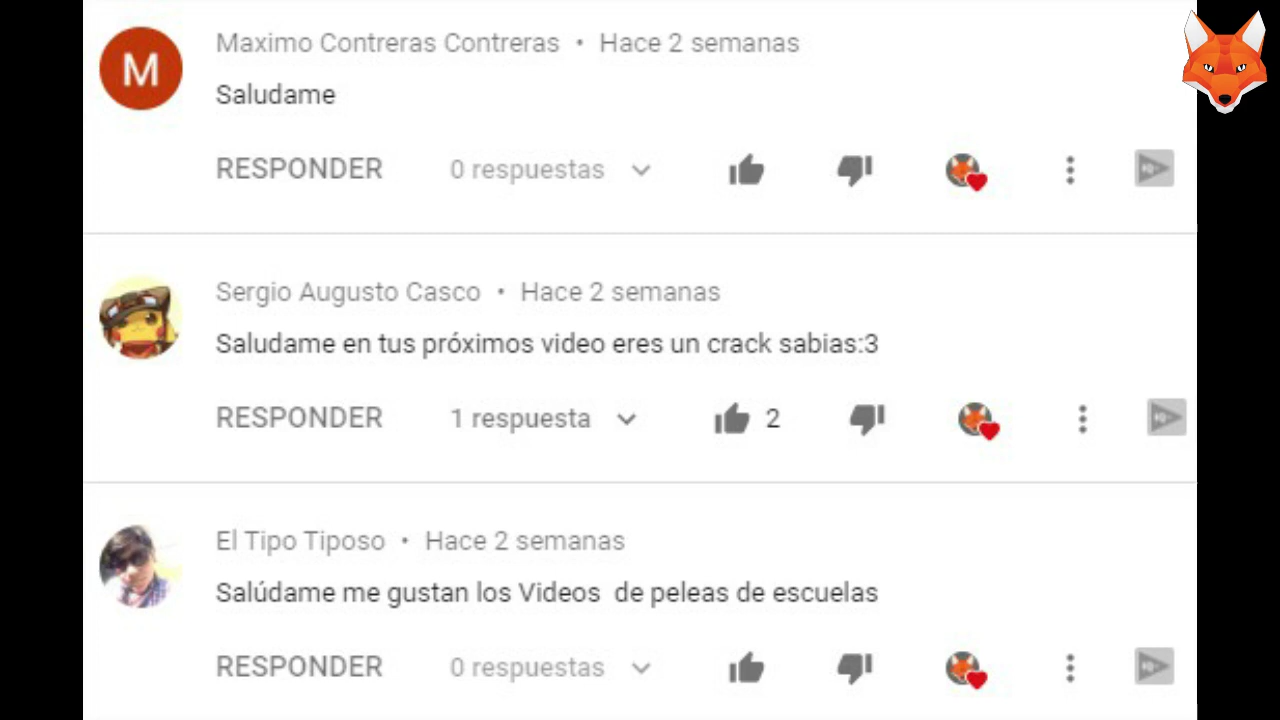 M
Maximo Contreras Contreras • Hace 2 semanas
Saludame
RESPONDER 0 respuestas
Sergio Augusto Casco • Hace 2 semanas
Saludame en tus próximos video eres un crack sabias:3
RESPONDER 1 respuesta 2
El Tipo Tiposo • Hace 2 semanas
Salúdame me gustan los Videos  de peleas de escuelas
RESPONDER 0 respuestas